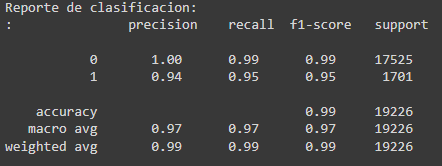 Reporte de clasificacion:
: precision recall f1-score support
0 1.00 0.99 0.99 17525
1 0.94 0.95 0.95 1701
accuracy 0.99 19226
macro avg 0.97 0.97 0.97 19226
weighted avg 0.99 0.99 0.99 19226